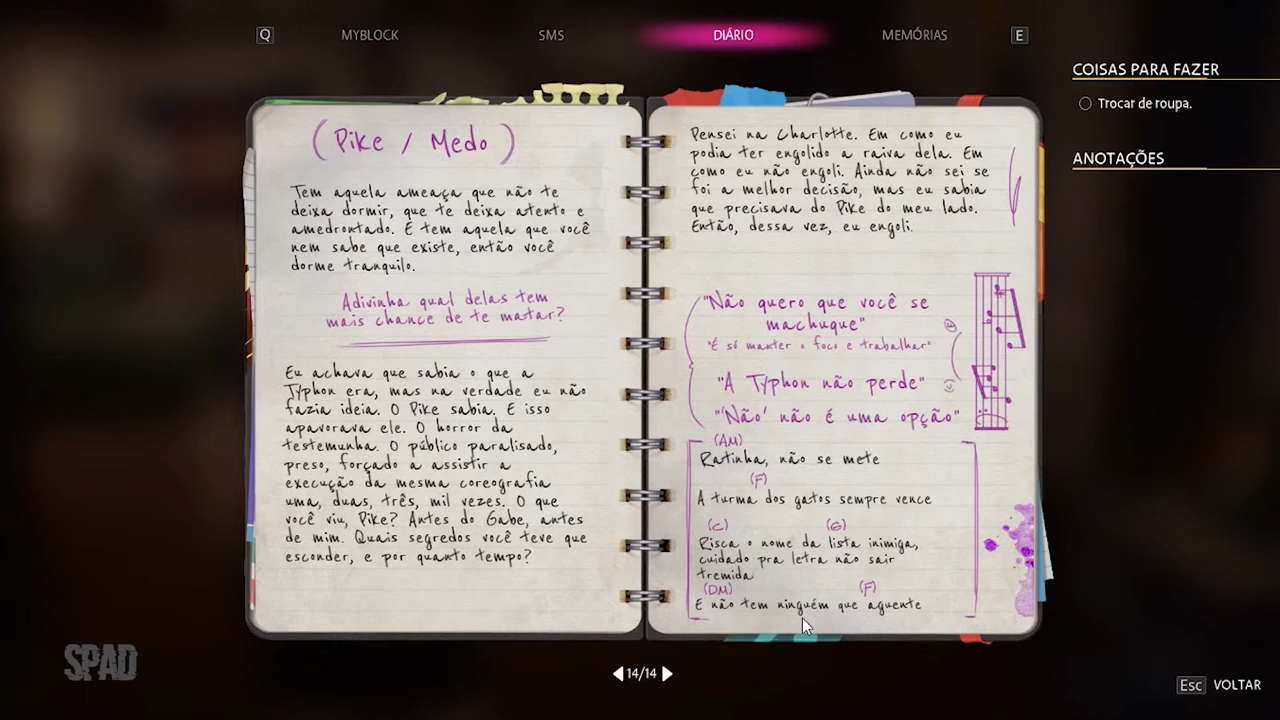 Q
MYBLOCK
SMS
DIÁRIO
MEMÓRIAS
E
COISAS PARA FAZER
Trocar de roupa.
ANOTAÇÕES
(Pike / Medo)
Tem aquela ameaça que não te
deixa dormir, que te deixa atento e
amedrontado. E tem aquela que você
nem sabe que existe, então você
dorme tranquilo.
Adivinha qual delas tem
mais chance de te matar?
Eu achava que sabia o que a
Typhon era, mas na verdade eu não
fazia ideia. O Pike sabia. E isso
apavorava ele. O horror da
testemunha. O público paralisado,
preso, forçado a assistir a
execução da mesma coreografia
uma, duas, três, mil vezes. O que
você viu, Pike? Antes do Gabe, antes
de mim. Quais segredos você teve que
esconder, e por quanto tempo?
Pensei na Charlotte. Em como eu
podia ter engolido a raiva dela. Em
como eu não engoli. Ainda não sei se
foi a melhor decisão, mas eu sabia
que precisava do Pike do meu lado.
Então, dessa vez, eu engoli.
"Não quero que você se
machuque"
"É só manter o foco e trabalhar"
"A Typhon não perde"
"'Não' não é uma opção"
(AM)
Ratinha, não se mete
(F)
A turma dos gatos sempre vence
(C) (G)
Risca o nome da lista inimiga,
cuidado pra letra não sair
tremida
(DM) (F)
E não tem ninguém que aguente
SPAD
14/14
Esc VOLTAR